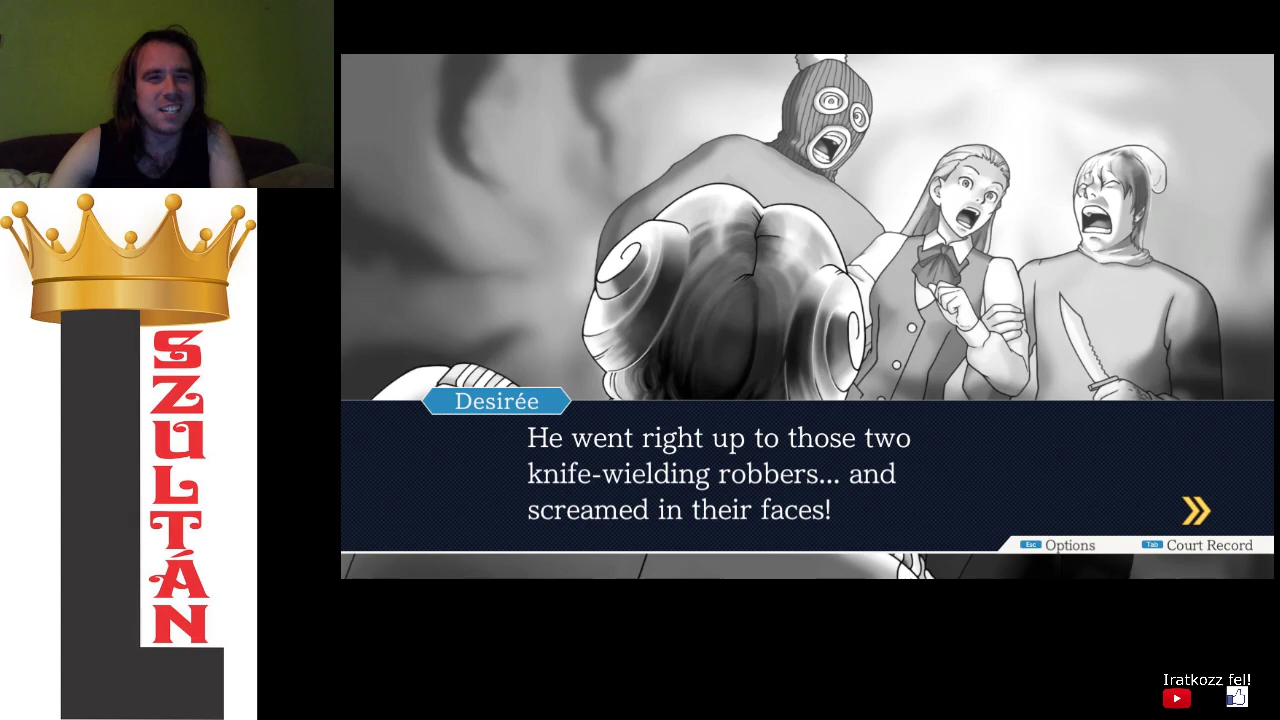 L
SZULTÁN
Desirée
He went right up to those two
knife-wielding robbers... and
screamed in their faces!
Esc Options
Tab Court Record
Iratkozz fel!